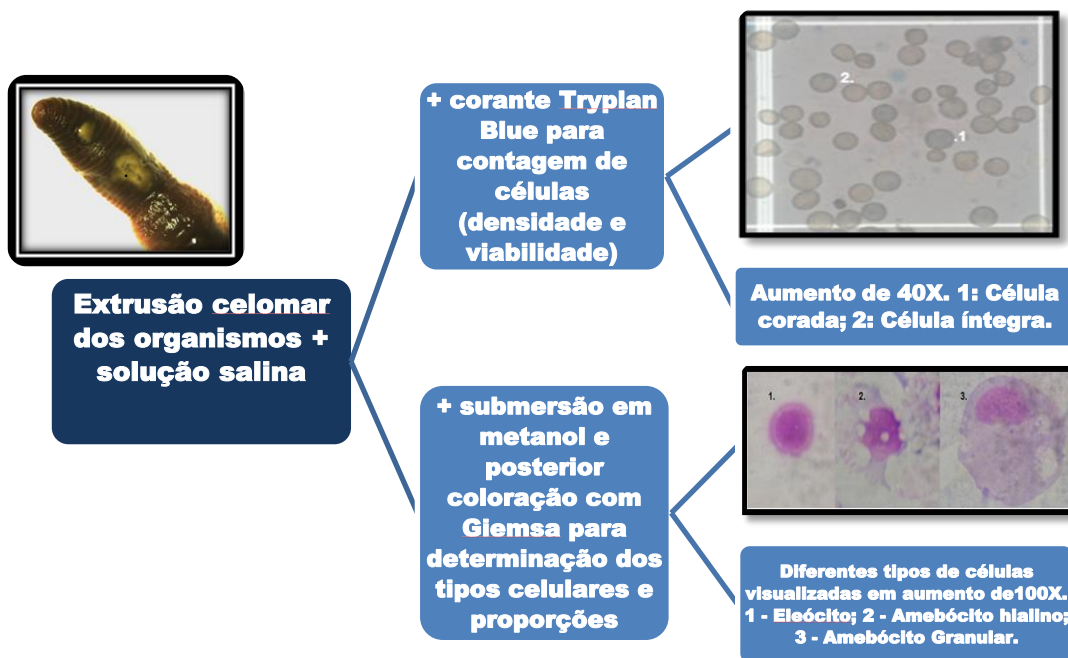 Extrusão celomar
dos organismos +
solução salina
+ corante Tryplan
Blue para
contagem de
células
(densidade e
viabilidade)
2.
.1
Aumento de 40X. 1: Célula
corada; 2: Célula íntegra.
+ submersão em
metanol e
posterior
coloração com
Giemsa para
determinação dos
tipos celulares e
proporções
1.
2.
3.
Diferentes tipos de células
visualizadas em aumento de100X.
1 - Eleócito; 2 - Amebócito hialino;
3 - Amebócito Granular.